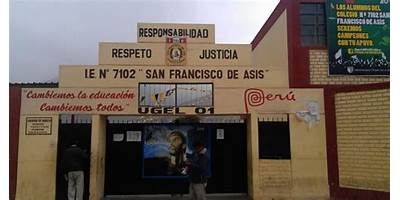 RESPONSABILIDAD
RESPETO JUSTICIA
I.E. N° 7102 "SAN FRANCISCO DE ASIS"
"Cambiemos la educación
Cambiemos todos"
UGEL 01
Perú
LOS ALUMNOS DEL
COLEGIO N° 7102 "SAN
FRANCISCO DE ASIS
SEREMOS
CAMPEONES
CON TU APOYO.